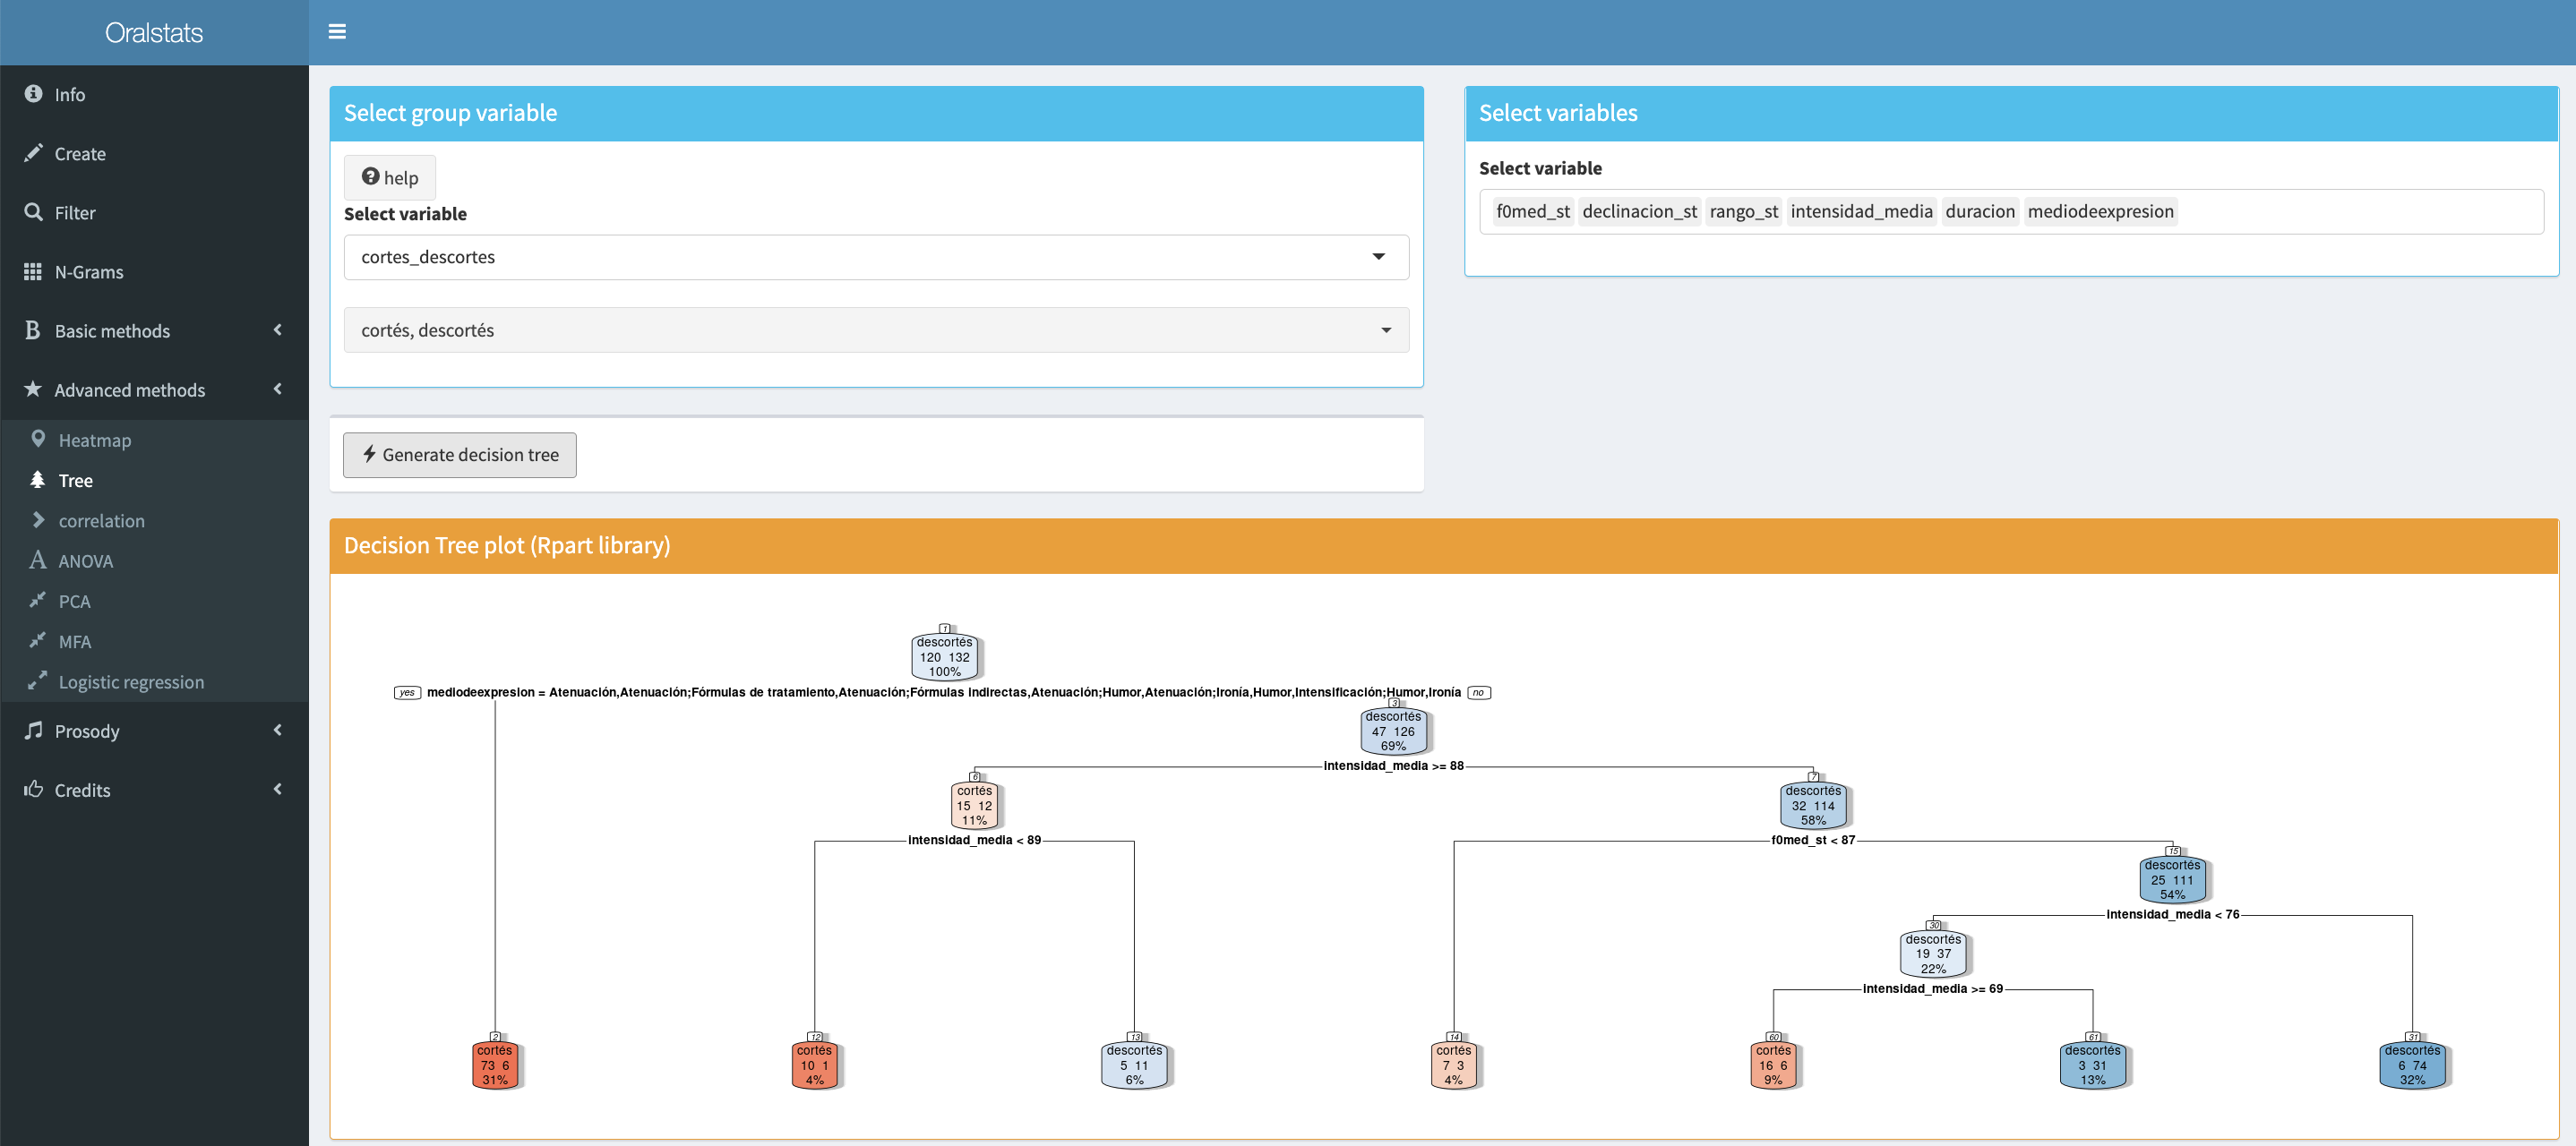 Oralstats
Info
Create
Filter
N-Grams
Basic methods
Advanced methods
Heatmap
Tree
correlation
ANOVA
PCA
MFA
Logistic regression
Prosody
Credits
Select group variable
help
Select variable
cortes_descortes
cortés, descortés
Generate decision tree
Select variables
Select variable
f0med_st declinacion_st rango_st intensidad_media duracion mediodeexpresion
Decision Tree plot (Rpart library)
1
descortés
120 132
100%
yes mediodeexpresion = Atenuación,Atenuación;Fórmulas de tratamiento,Atenuación;Fórmulas indirectas,Atenuación;Humor,Atenuación;Ironía,Humor,Intensificación;Humor,Ironía no
3
descortés
47 126
69%
intensidad_media >= 88
6
cortés
15 12
11%
intensidad_media < 89
7
descortés
32 114
58%
f0med_st < 87
15
descortés
25 111
54%
intensidad_media < 76
30
descortés
19 37
22%
intensidad_media >= 69
2
cortés
73 6
31%
12
cortés
10 1
4%
13
descortés
5 11
6%
14
cortés
7 3
4%
60
cortés
16 6
9%
61
descortés
3 31
13%
31
descortés
6 74
32%